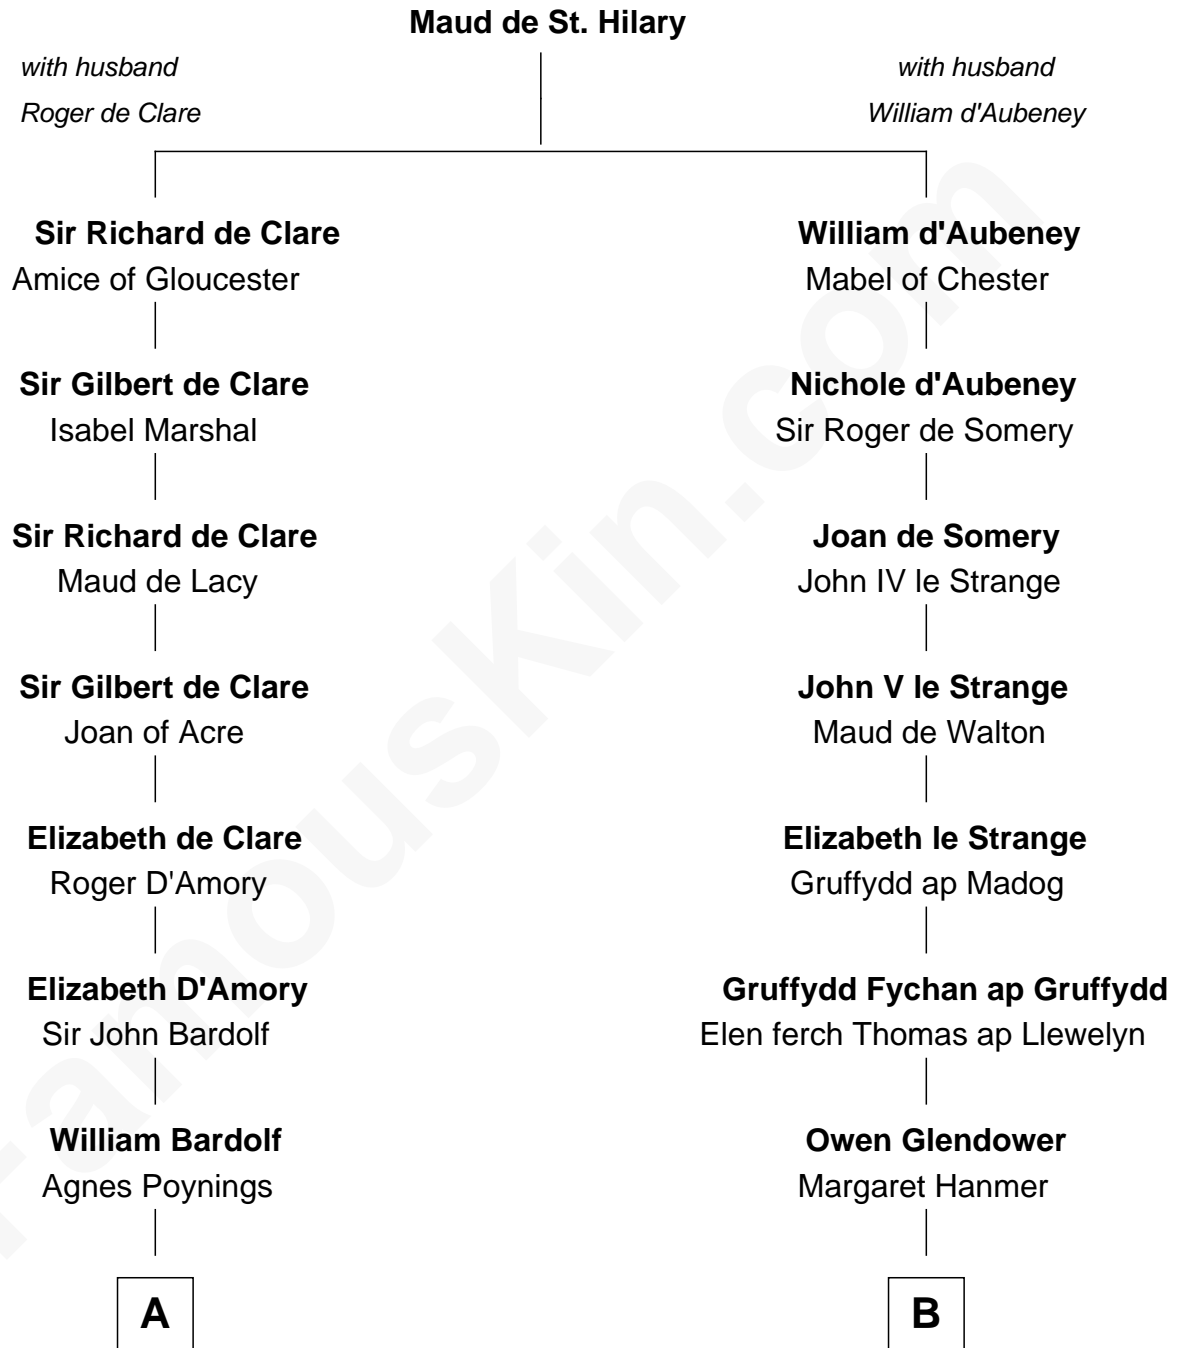 Maud de St. Hilary
with husband
Roger de Clare
with husband
William d'Aubeney
Sir Richard de Clare
Amice of Gloucester
William d'Aubeney
Mabel of Chester
Sir Gilbert de Clare
Isabel Marshal
Nichole d'Aubeney
Sir Roger de Somery
Sir Richard de Clare
Maud de Lacy
Joan de Somery
John IV le Strange
Sir Gilbert de Clare
Joan of Acre
John V le Strange
Maud de Walton
Elizabeth de Clare
Roger D'Amory
Elizabeth le Strange
Gruffydd ap Madog
Elizabeth D'Amory
Sir John Bardolf
Gruffydd Fychan ap Gruffydd
Elen ferch Thomas ap Llewelyn
William Bardolf
Agnes Poynings
Owen Glendower
Margaret Hanmer
A
B
FamousKin.com